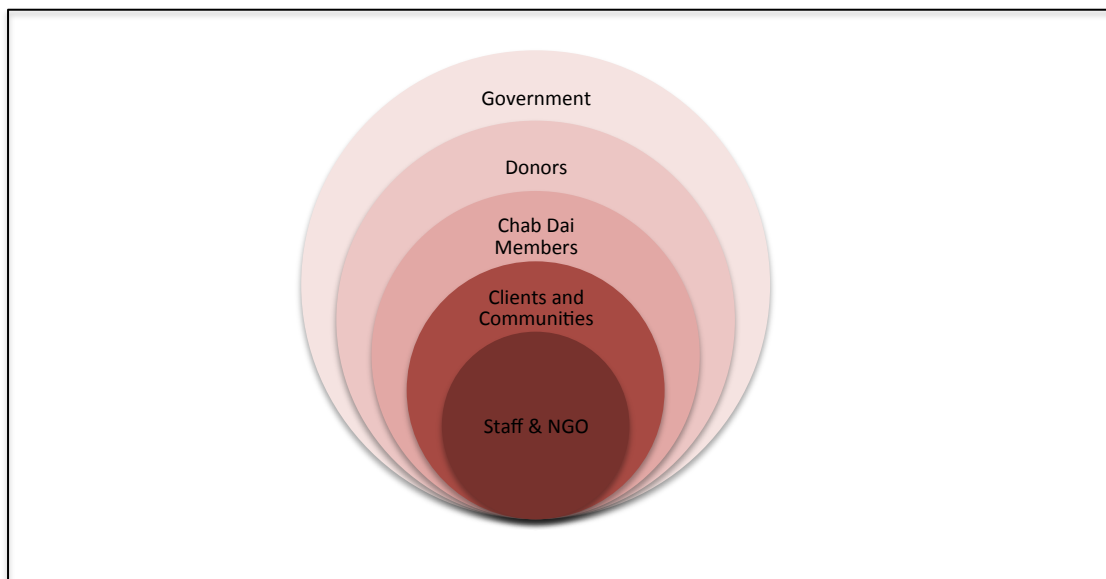 Government
Donors
Chab Dai
Members
Clients and
Communities
Staff & NGO